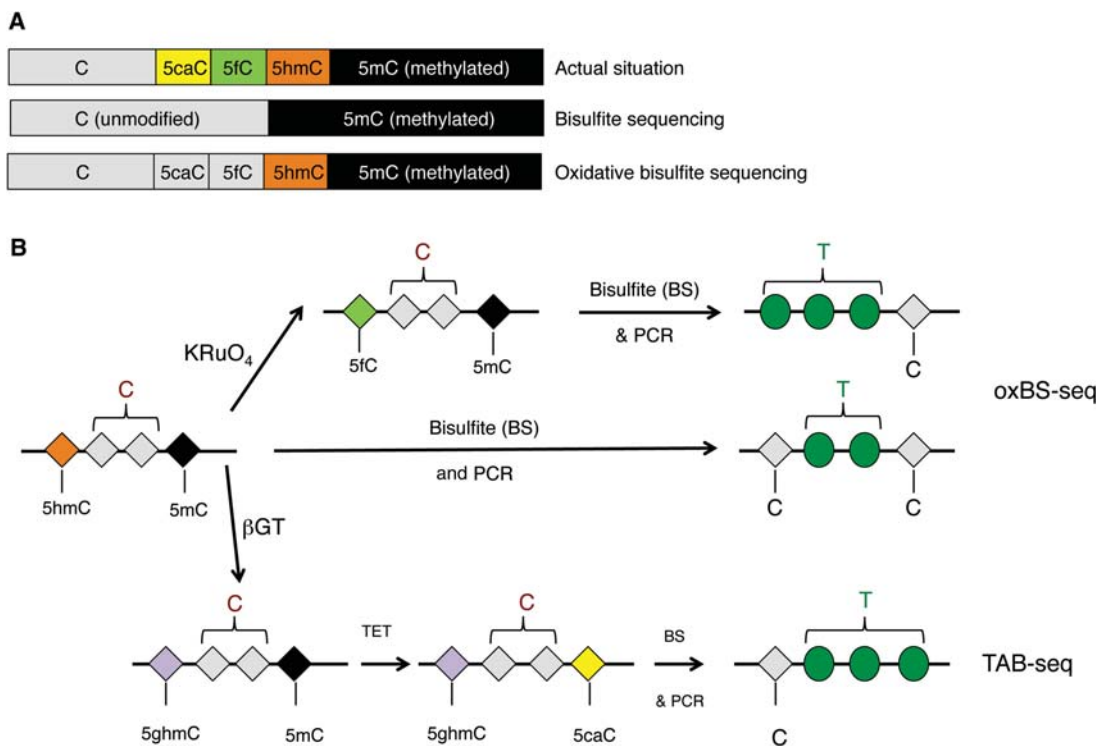 A
C 5caC 5fC 5hmC 5mC (methylated) Actual situation
C (unmodified) 5mC (methylated) Bisulfite sequencing
C 5caC 5fC 5hmC 5mC (methylated) Oxidative bisulfite sequencing
B
C
T
Bisulfite (BS)
& PCR
KRuO₄
5fC 5mC
C
oxBS-seq
C
T
Bisulfite (BS)
and PCR
5hmC 5mC
C C
βGT
C
C
T
TET
BS
TAB-seq
& PCR
5ghmC 5mC
5ghmC 5caC
C